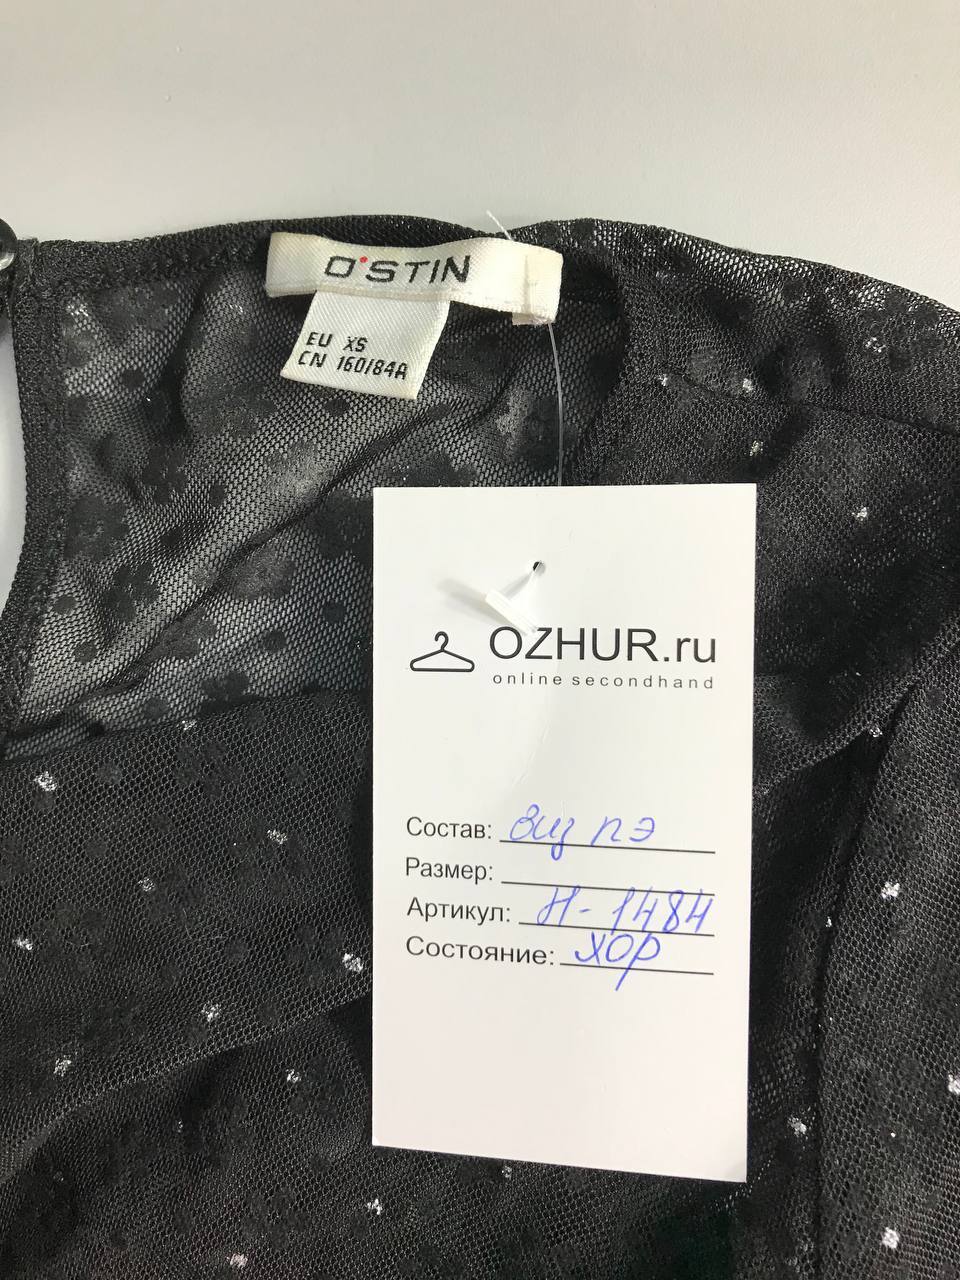 O'STIN
EU XS
CN 160/84A
OZHUR.ru
online secondhand
Состав: виз пэ
Размер:
Артикул: Н-1484
Состояние: хор